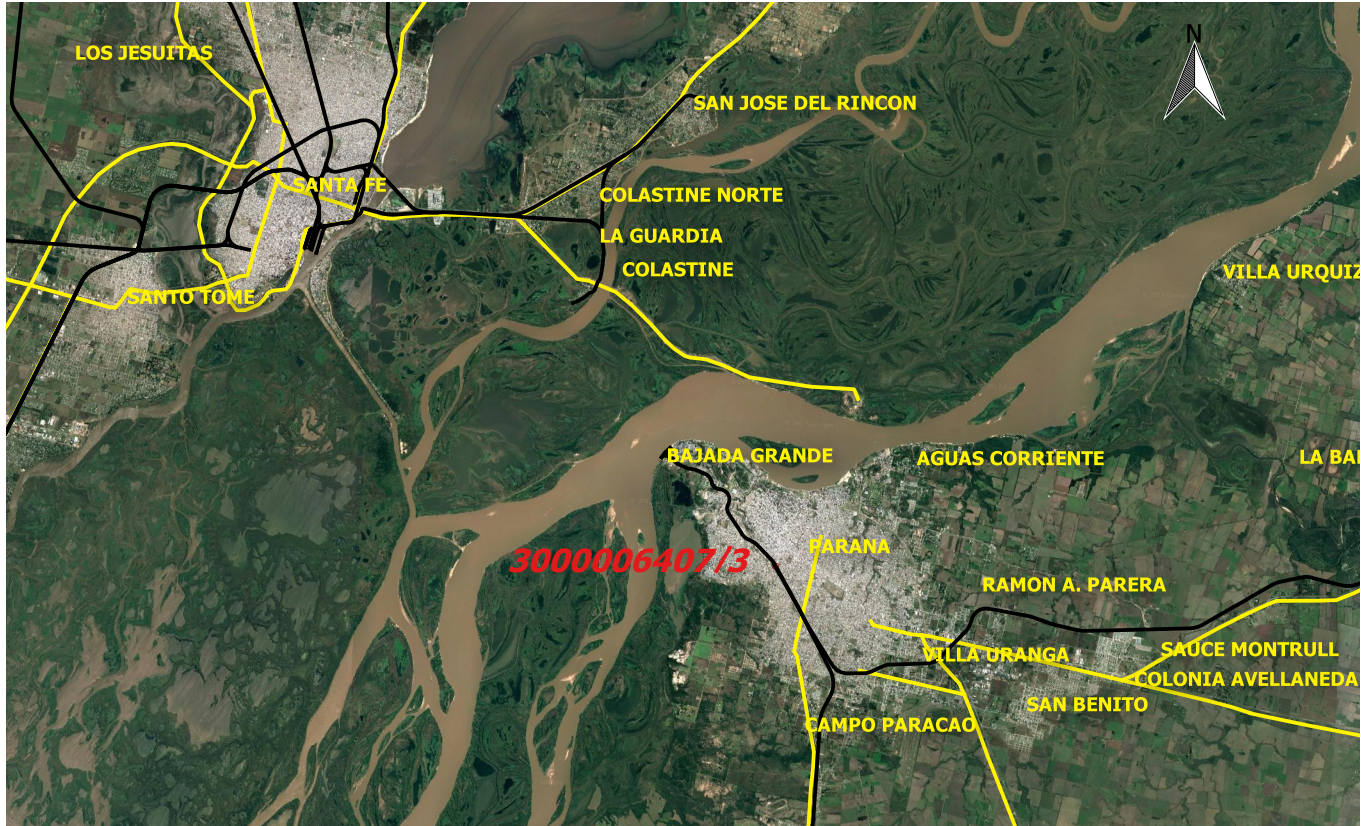 N
LOS JESUITAS
SAN JOSE DEL RINCON
SANTA FE
COLASTINE NORTE
LA GUARDIA
COLASTINE
VILLA URQUIZ
SANTO TOME
BAJADA GRANDE
AGUAS CORRIENTE
LA BA
PARANA
3000006407/3
RAMON A. PARERA
VILLA URANGA
SAUCE MONTRULL
COLONIA AVELLANEDA
SAN BENITO
CAMPO PARACAO